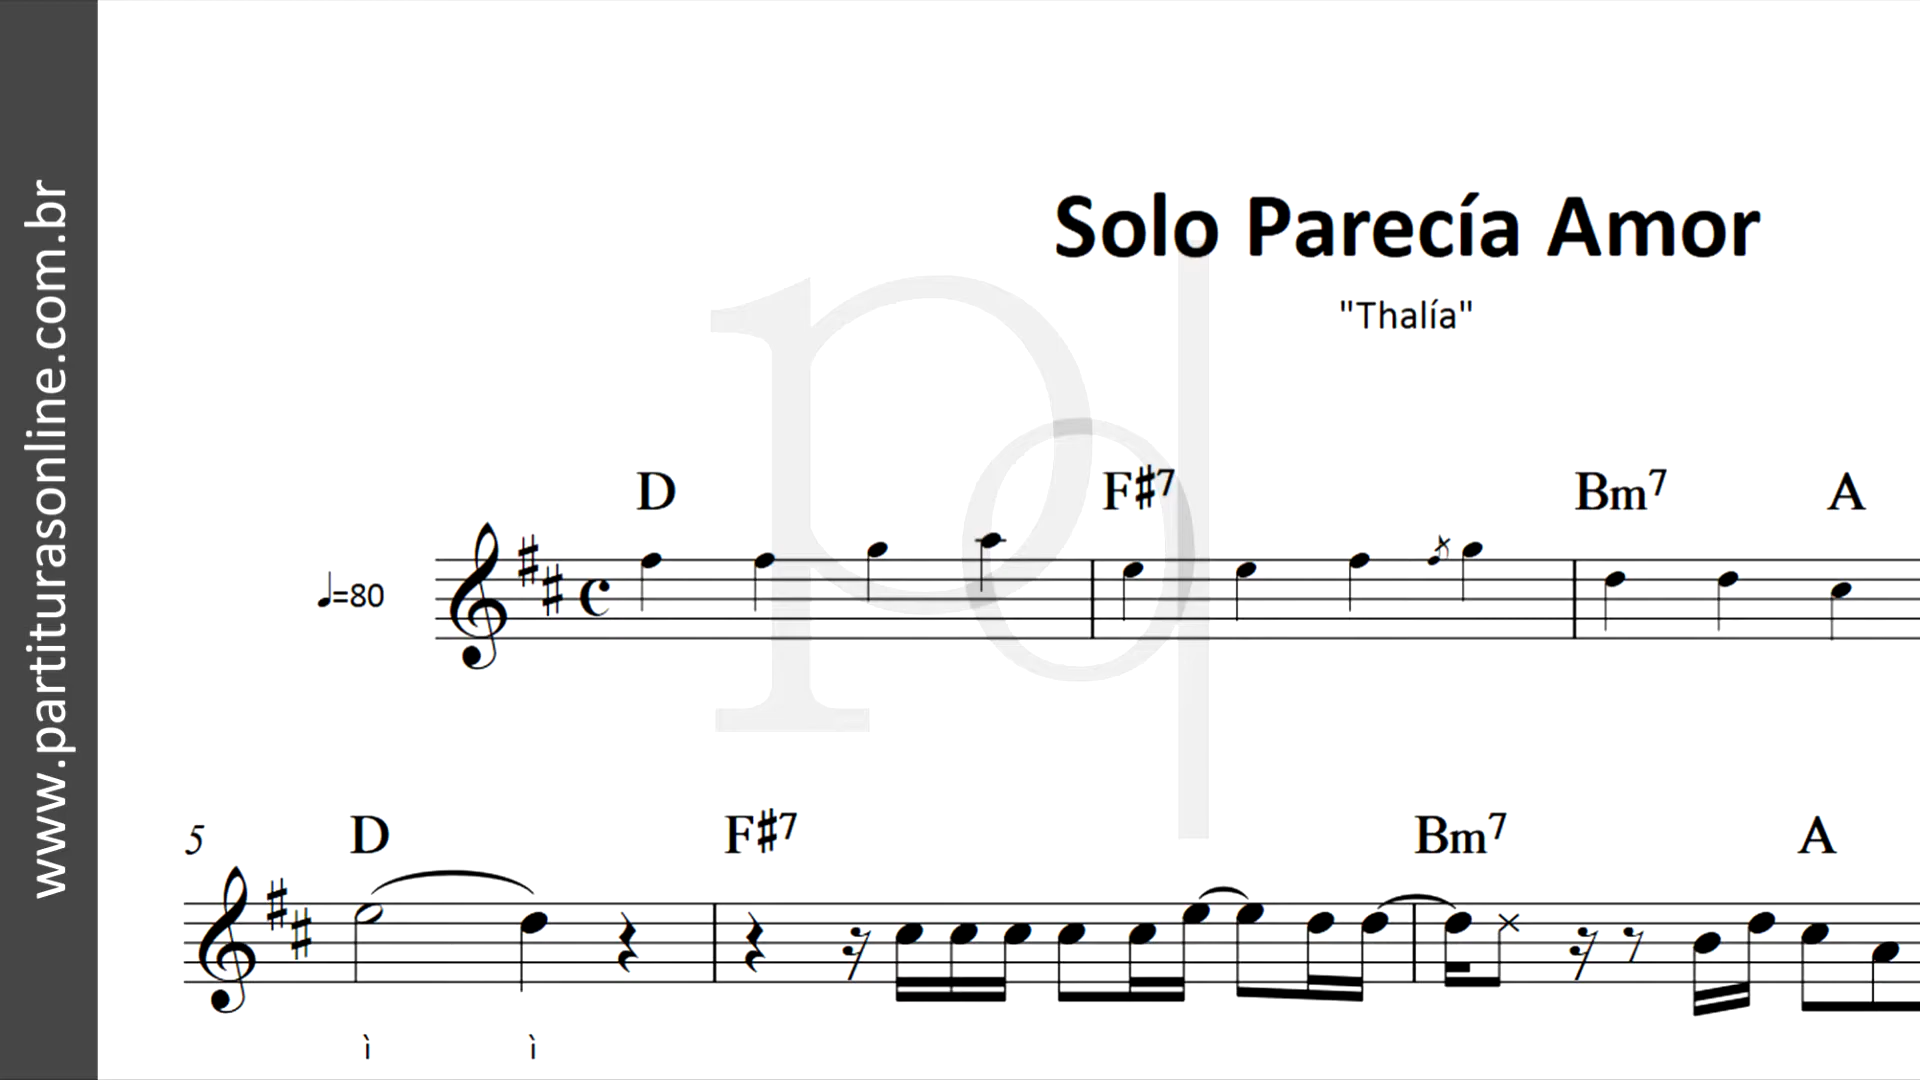 www.partiturasonline.com.br
Solo Parecía Amor
"Thalía"
D F♯7 Bm7 A
♩=80
5 D F♯7 Bm7 A
ì ì